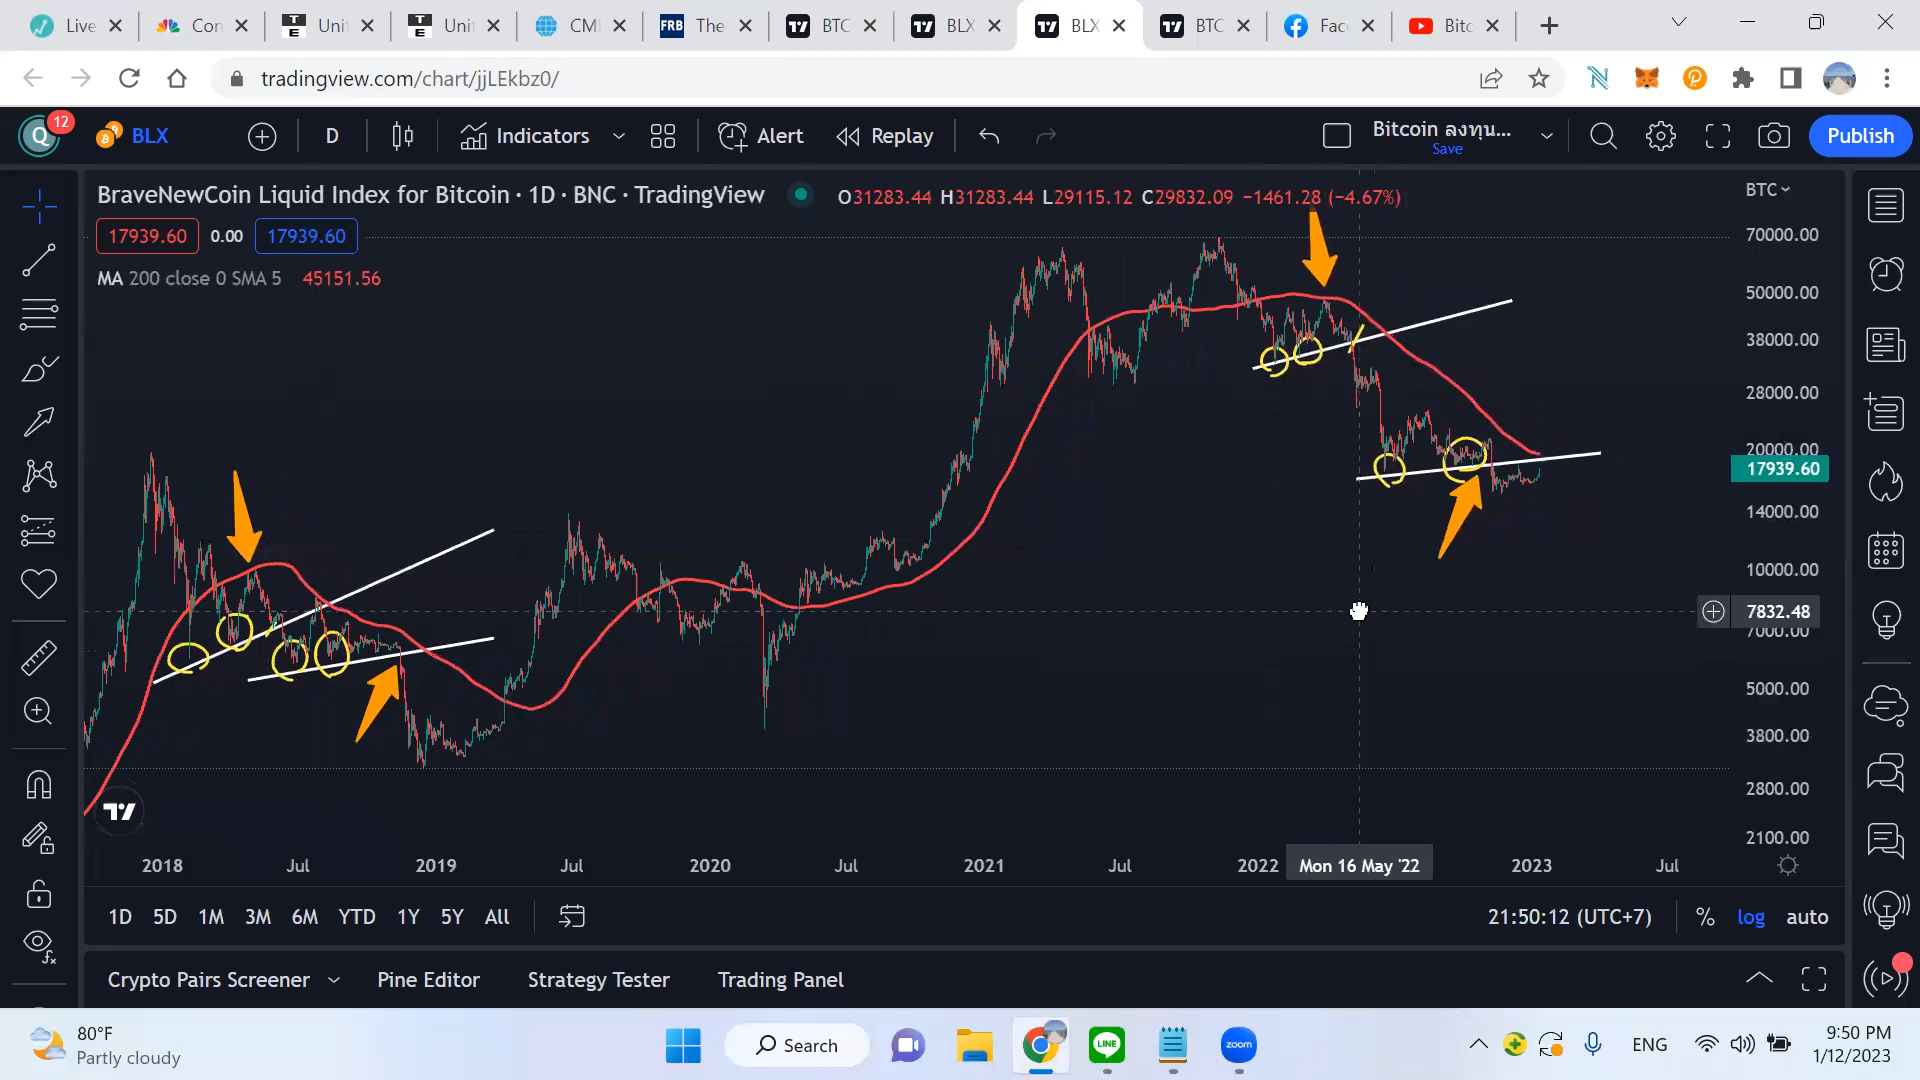 Live
Con
Unit
Unit
CMI
FRB The
BTC
BLX
BLX
BTC
Fac
Bitc
tradingview.com/chart/jjLEkbz0/
Q 12 BLX D Indicators Alert Replay
Bitcoin ลงทุน...
Save
Publish
BraveNewCoin Liquid Index for Bitcoin · 1D · BNC · TradingView
O31283.44 H31283.44 L29115.12 C29832.09 −1461.28 (−4.67%)
BTC
17939.60 0.00 17939.60
MA 200 close 0 SMA 5 45151.56
70000.00
50000.00
38000.00
28000.00
20000.00
17939.60
14000.00
10000.00
7832.48
7000.00
5000.00
3800.00
2800.00
2100.00
2018 Jul 2019 Jul 2020 Jul 2021 Jul 2022 Mon 16 May '22 2023 Jul
1D 5D 1M 3M 6M YTD 1Y 5Y All
21:50:12 (UTC+7) % log auto
Crypto Pairs Screener Pine Editor Strategy Tester Trading Panel
80°F
Partly cloudy
Search
LINE
zoom
ENG
9:50 PM
1/12/2023